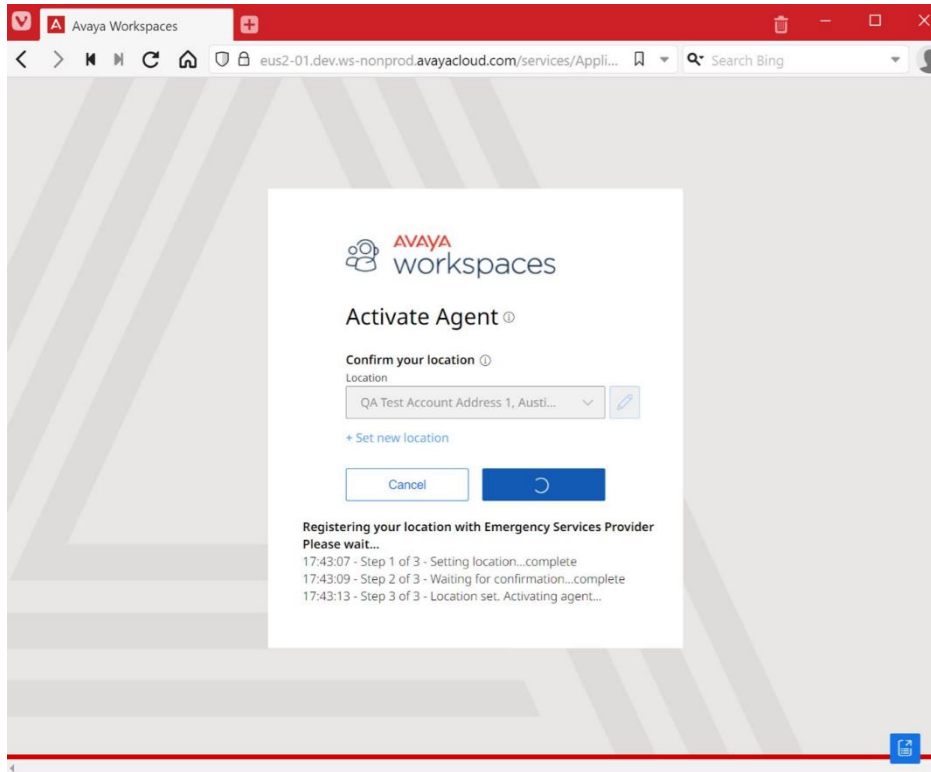 Avaya Workspaces
eus2-01.dev.ws-nonprod.avayacloud.com/services/Appli...
Search Bing
AVAYA
workspaces
Activate Agent
Confirm your location
Location
QA Test Account Address 1, Austi...
+ Set new location
Cancel
Registering your location with Emergency Services Provider
Please wait...
17:43:07 - Step 1 of 3 - Setting location...complete
17:43:09 - Step 2 of 3 - Waiting for confirmation...complete
17:43:13 - Step 3 of 3 - Location set. Activating agent...